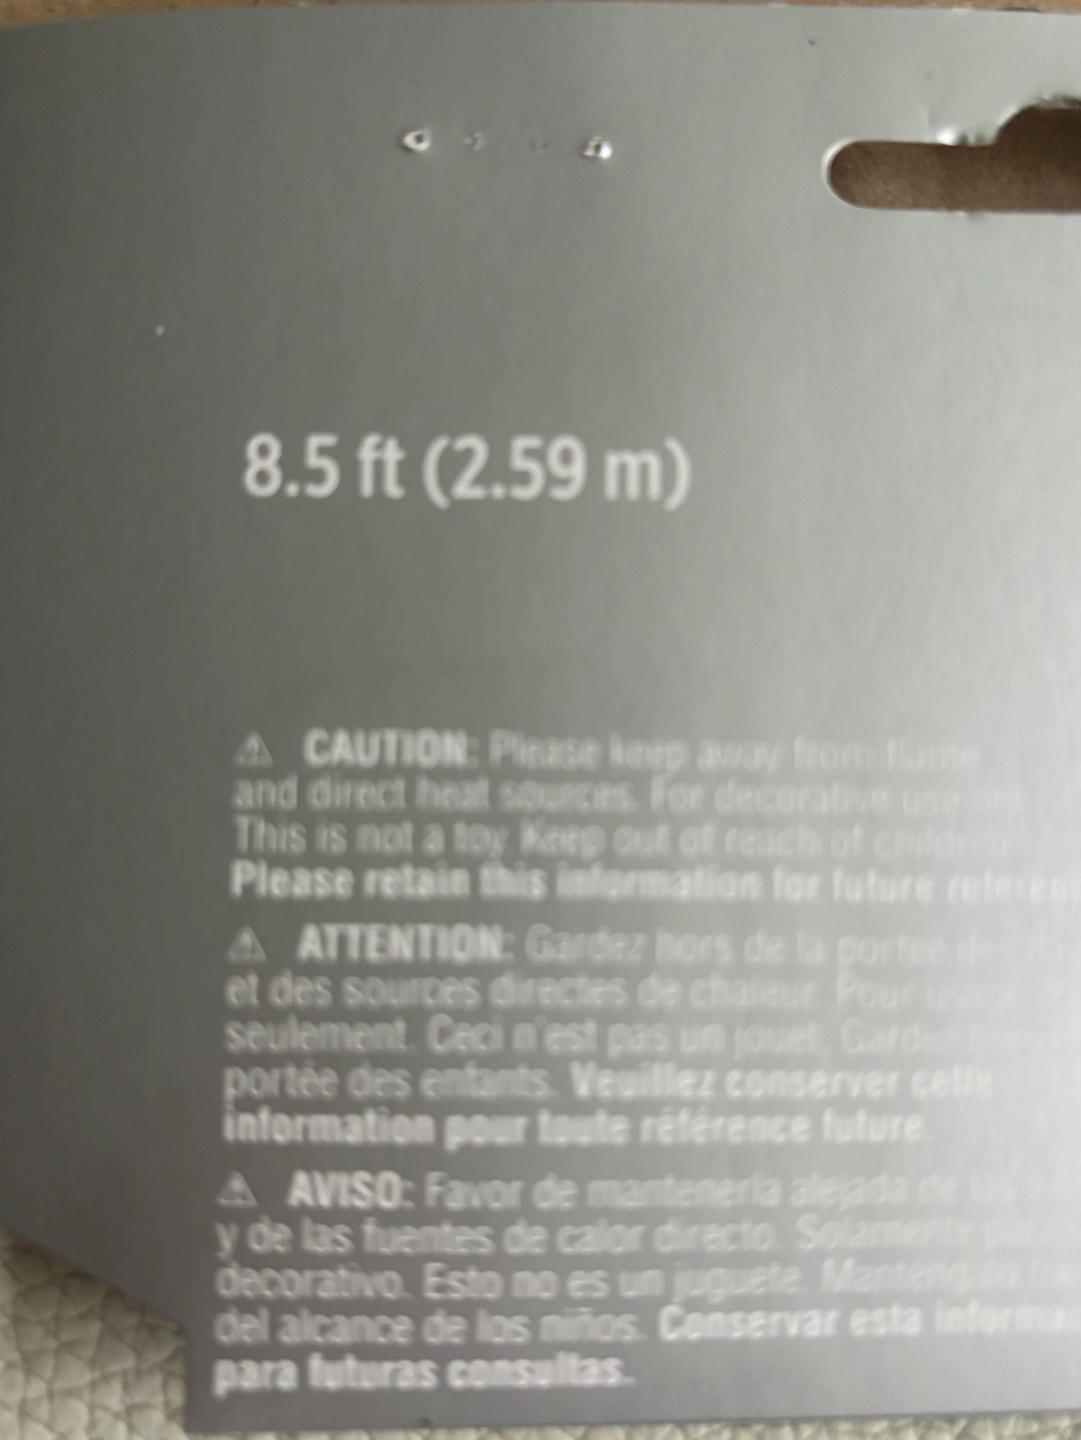 8.5 ft (2.59 m)
⚠ CAUTION: Please keep away from flame
and direct heat sources. For decorative use
This is not a toy. Keep out of reach of
Please retain this information for future
⚠ ATTENTION: Gardez hors de la portée
et des sources directes de chaleur. Pour
seulement. Ceci n'est pas un jouet.
portée des enfants. Veuillez conserver cette
information pour toute référence future.
⚠ AVISO: Favor de mantenerla alejada de
y de las fuentes de calor directo. Solamente
decorativo. Esto no es un juguete.
del alcance de los niños. Conservar esta
para futuras consultas.